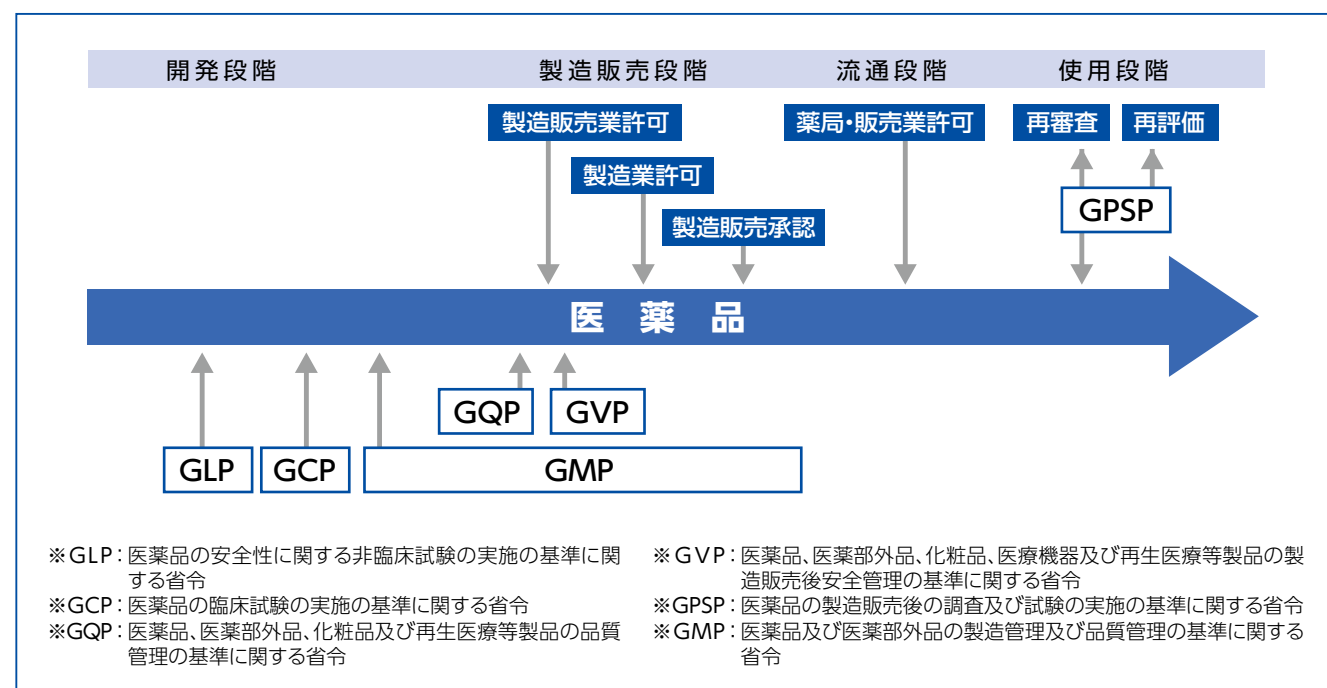 開発段階 製造販売段階 流通段階 使用段階
製造販売業許可 薬局・販売業許可 再審査 再評価
製造業許可
GPSP
製造販売承認
医薬品
GQP GVP
GLP GCP GMP
※GLP：医薬品の安全性に関する非臨床試験の実施の基準に関
する省令
※GCP：医薬品の臨床試験の実施の基準に関する省令
※GQP：医薬品、医薬部外品、化粧品及び再生医療等製品の品質
管理の基準に関する省令
※GVP：医薬品、医薬部外品、化粧品、医療機器及び再生医療等製品の製
造販売後安全管理の基準に関する省令
※GPSP：医薬品の製造販売後の調査及び試験の実施の基準に関する省令
※GMP：医薬品及び医薬部外品の製造管理及び品質管理の基準に関する
省令